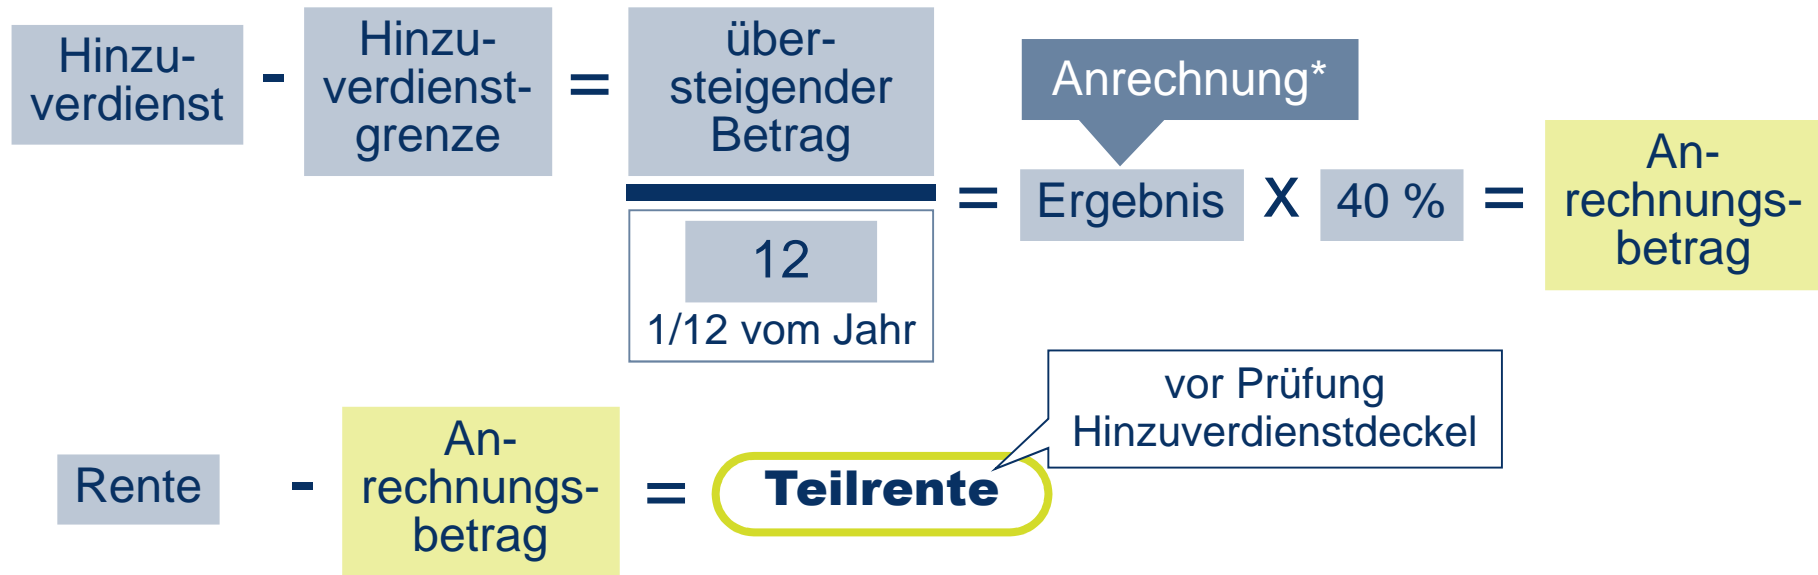 Hinzu-
verdienst
-
Hinzu-
verdienst-
grenze
=
über-
steigender
Betrag
12
1/12 vom Jahr
=
Anrechnung*
Ergebnis
x
40 %
=
An-
rechnungs-
betrag
Rente
-
An-
rechnungs-
betrag
=
Teilrente
vor Prüfung
Hinzuverdienstdeckel